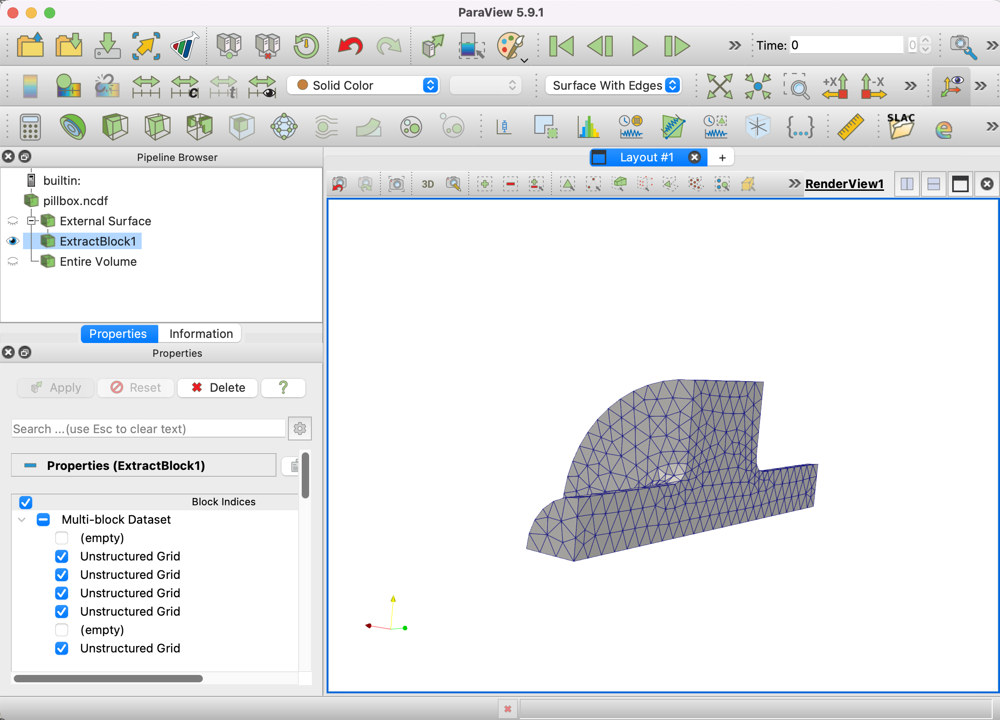 ParaView 5.9.1
Time: 0 0
c t Solid Color Surface With Edges +X -X
SLAC
Pipeline Browser
Layout #1 +
builtin:
3D RenderView1
pillbox.ncdf
External Surface
ExtractBlock1
Entire Volume
Properties Information
Properties
Apply Reset Delete ?
Search ...(use Esc to clear text)
Properties (ExtractBlock1)
Block Indices
Multi-block Dataset
(empty)
Unstructured Grid
Unstructured Grid
Unstructured Grid
Unstructured Grid
(empty)
Unstructured Grid